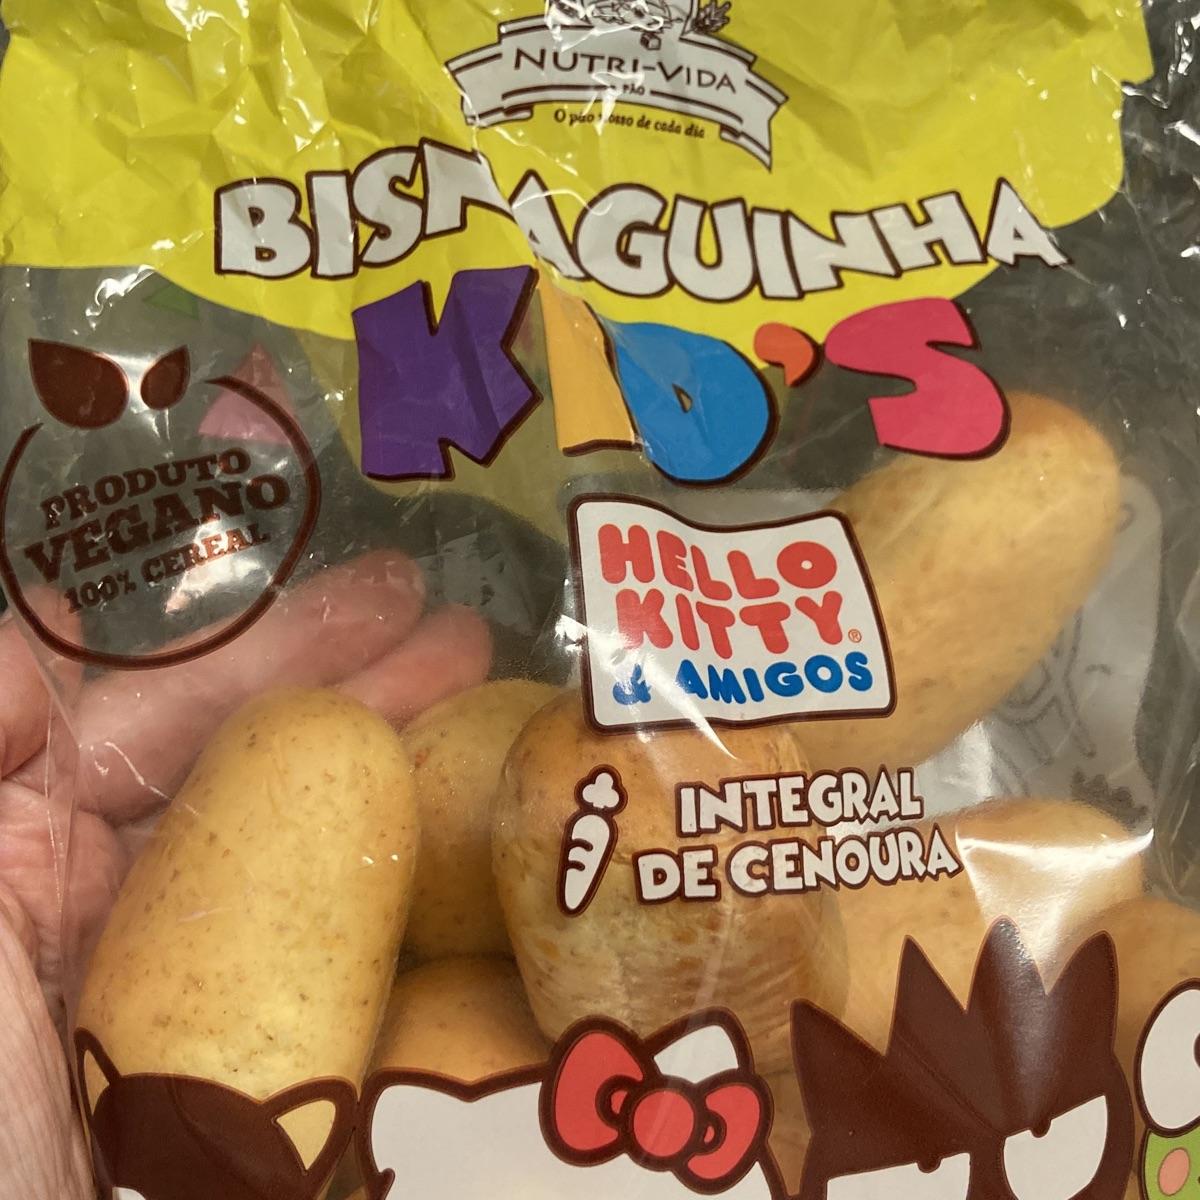 NUTRI-VIDA
PÃO
O pão nosso de cada dia
BISNAGUINHA
KID'S
PRODUTO
VEGANO
100% CEREAL
HELLO
KITTY®
& AMIGOS
INTEGRAL
DE CENOURA